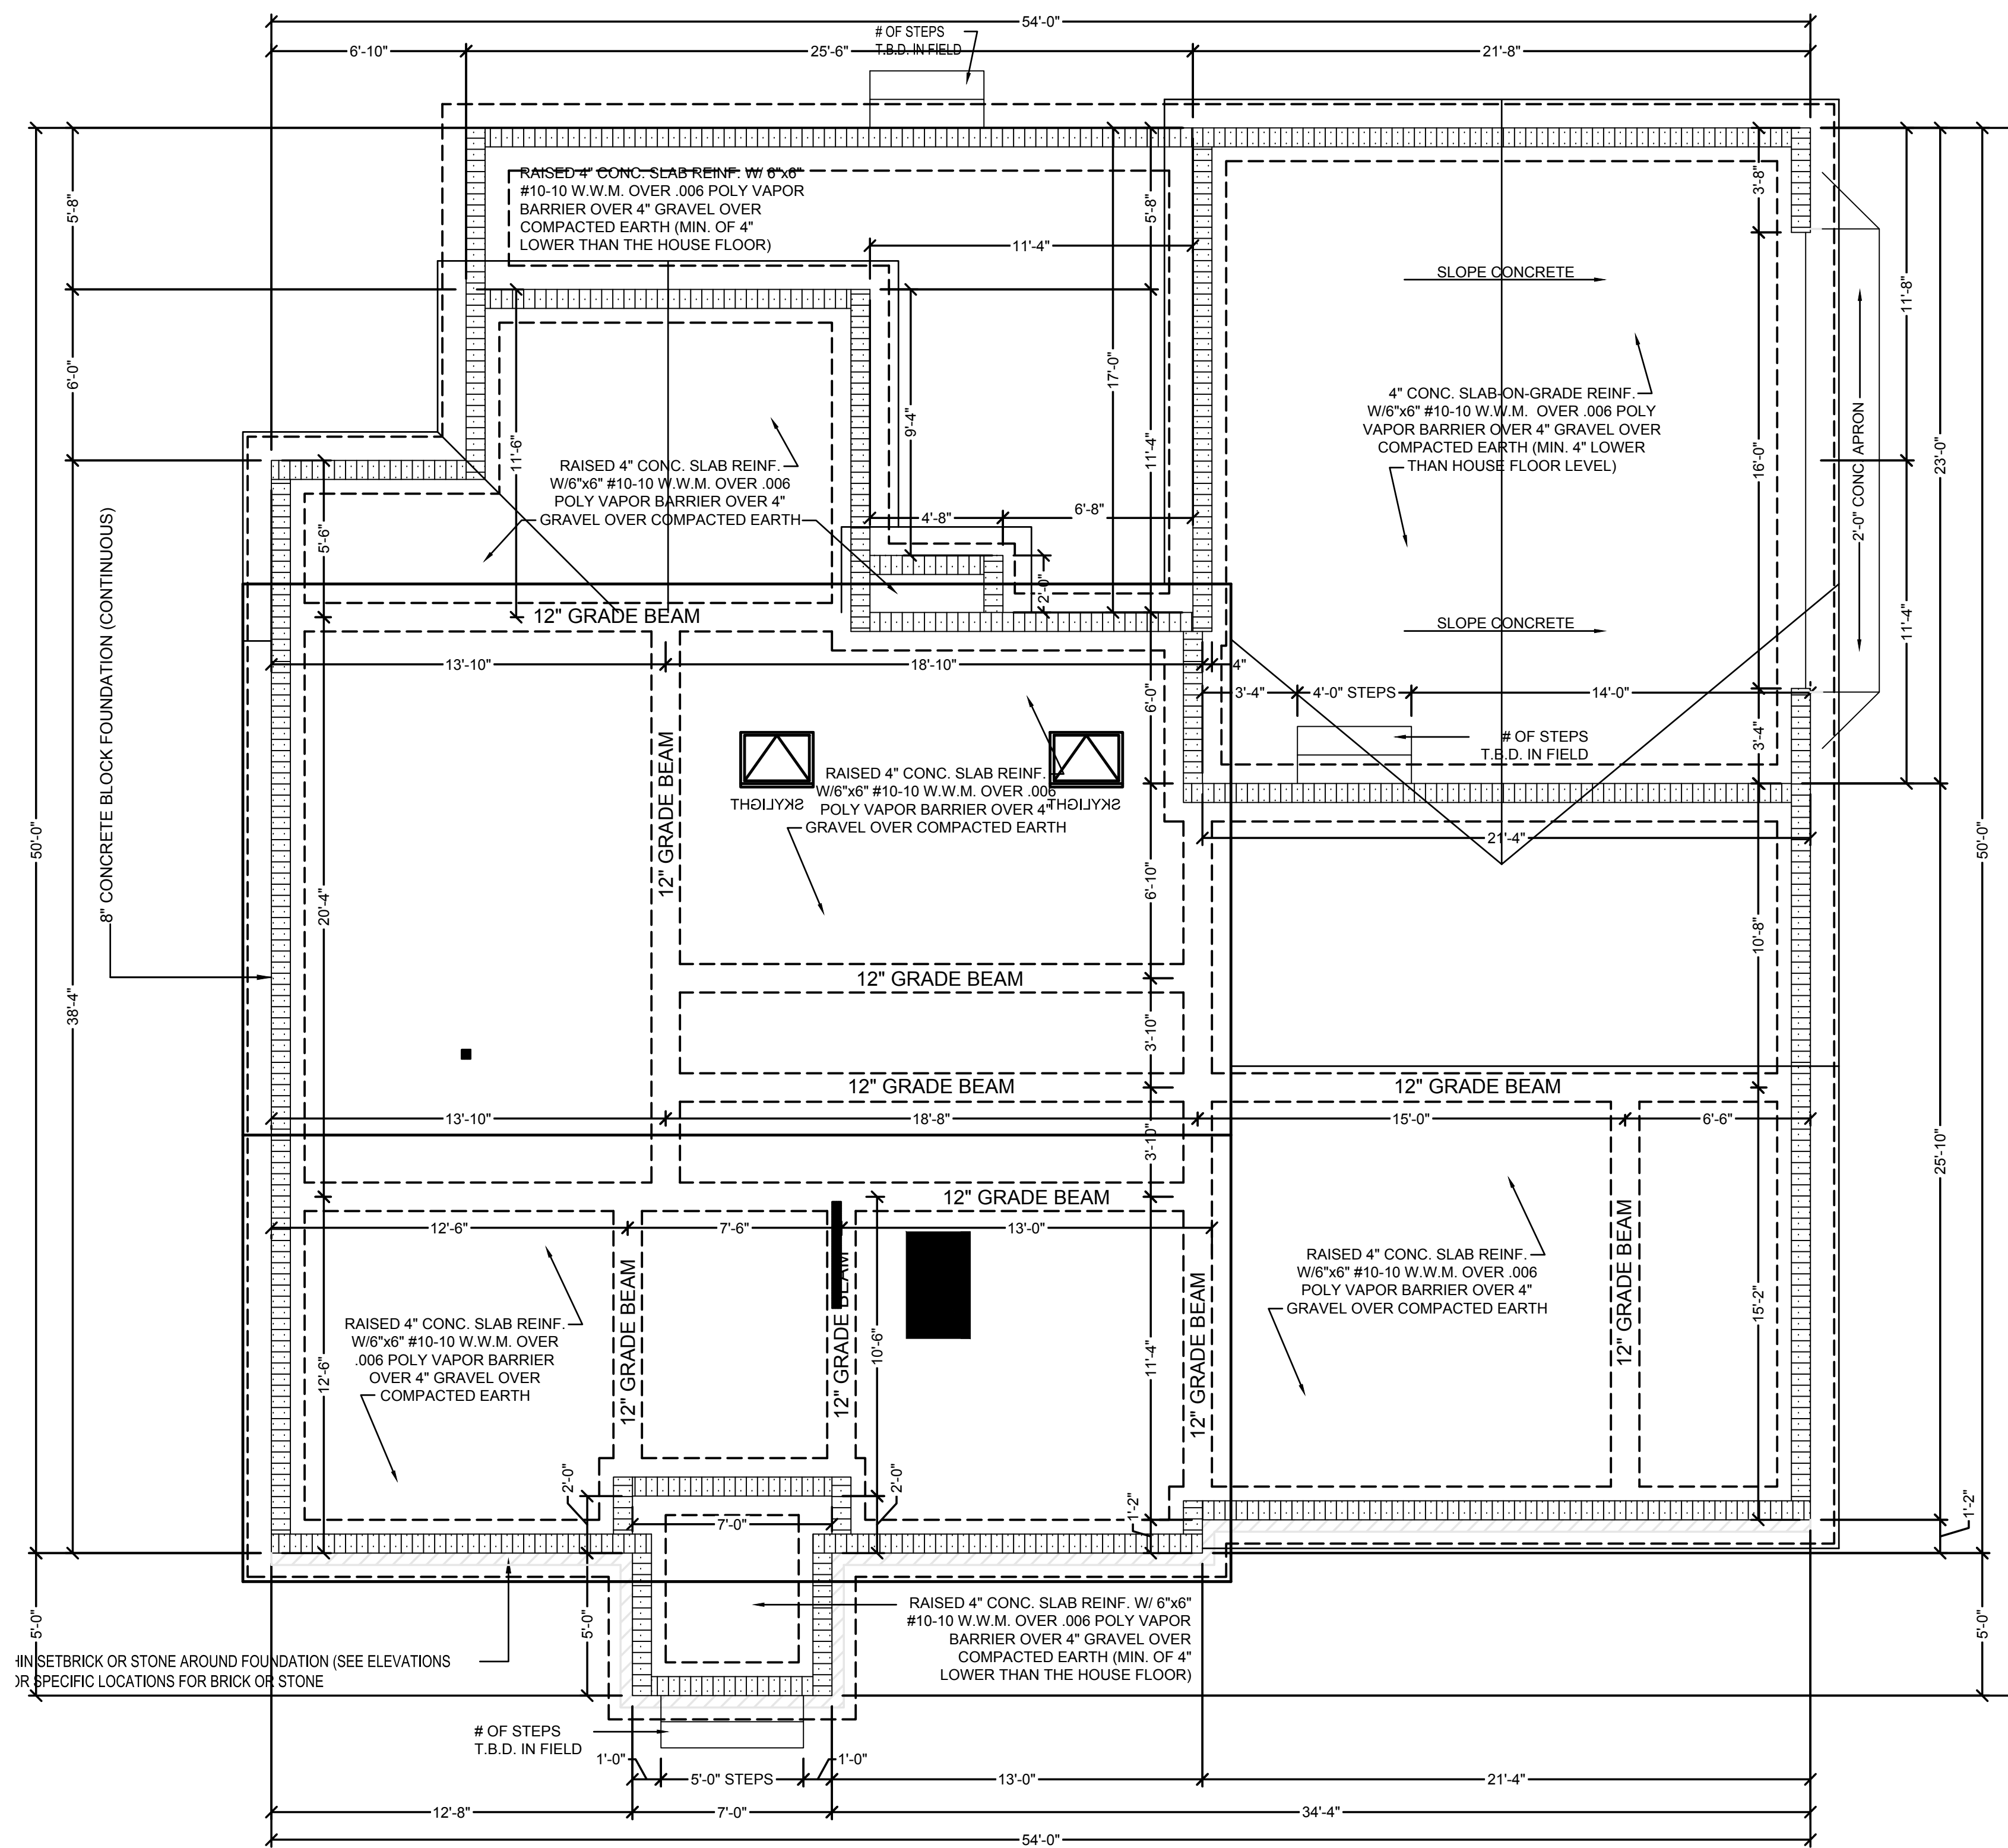 54'-0"
6'-10"
25'-6"
21'-8"
# OF STEPS
T.B.D. IN FIELD
RAISED 4" CONC. SLAB REINF. W/ 6"x6"
#10-10 W.W.M. OVER .006 POLY VAPOR
BARRIER OVER 4" GRAVEL OVER
COMPACTED EARTH (MIN. OF 4"
LOWER THAN THE HOUSE FLOOR)
5'-8"
5'-8"
3'-8"
11'-4"
SLOPE CONCRETE
11'-8"
6'-0"
17'-0"
9'-4"
11'-6"
11'-4"
16'-0"
23'-0"
4" CONC. SLAB-ON-GRADE REINF.
W/6"x6" #10-10 W.W.M. OVER .006 POLY
VAPOR BARRIER OVER 4" GRAVEL OVER
COMPACTED EARTH (MIN. 4" LOWER
THAN HOUSE FLOOR LEVEL)
2'-0" CONC. APRON
RAISED 4" CONC. SLAB REINF.
W/6"x6" #10-10 W.W.M. OVER .006
POLY VAPOR BARRIER OVER 4"
GRAVEL OVER COMPACTED EARTH
4'-8"
6'-8"
5'-6"
2'-0"
8" CONCRETE BLOCK FOUNDATION (CONTINUOUS)
12" GRADE BEAM
SLOPE CONCRETE
11'-4"
13'-10"
18'-10"
4"
3'-4"
4'-0" STEPS
14'-0"
6'-0"
# OF STEPS
T.B.D. IN FIELD
3'-4"
12" GRADE BEAM
SKYLIGHT
SKYLIGHT
RAISED 4" CONC. SLAB REINF.
W/6"x6" #10-10 W.W.M. OVER .006
POLY VAPOR BARRIER OVER 4"
GRAVEL OVER COMPACTED EARTH
21'-4"
50'-0"
50'-0"
6'-10"
20'-4"
10'-8"
38'-4"
12" GRADE BEAM
3'-10"
12" GRADE BEAM
12" GRADE BEAM
13'-10"
18'-8"
15'-0"
6'-6"
3'-10"
25'-10"
12" GRADE BEAM
12'-6"
7'-6"
13'-0"
RAISED 4" CONC. SLAB REINF.
W/6"x6" #10-10 W.W.M. OVER .006
POLY VAPOR BARRIER OVER 4"
GRAVEL OVER COMPACTED EARTH
12" GRADE BEAM
12" GRADE BEAM
12" GRADE BEAM
12" GRADE BEAM
15'-2"
RAISED 4" CONC. SLAB REINF.
W/6"x6" #10-10 W.W.M. OVER
.006 POLY VAPOR BARRIER
OVER 4" GRAVEL OVER
COMPACTED EARTH
12'-6"
10'-6"
11'-4"
2'-0"
2'-0"
1'-2"
1'-2"
7'-0"
5'-0"
5'-0"
5'-0"
RAISED 4" CONC. SLAB REINF. W/ 6"x6"
#10-10 W.W.M. OVER .006 POLY VAPOR
BARRIER OVER 4" GRAVEL OVER
COMPACTED EARTH (MIN. OF 4"
LOWER THAN THE HOUSE FLOOR)
SETBRICK OR STONE AROUND FOUNDATION (SEE ELEVATIONS
SPECIFIC LOCATIONS FOR BRICK OR STONE
# OF STEPS
T.B.D. IN FIELD
1'-0"
5'-0" STEPS
1'-0"
13'-0"
21'-4"
12'-8"
7'-0"
34'-4"
54'-0"